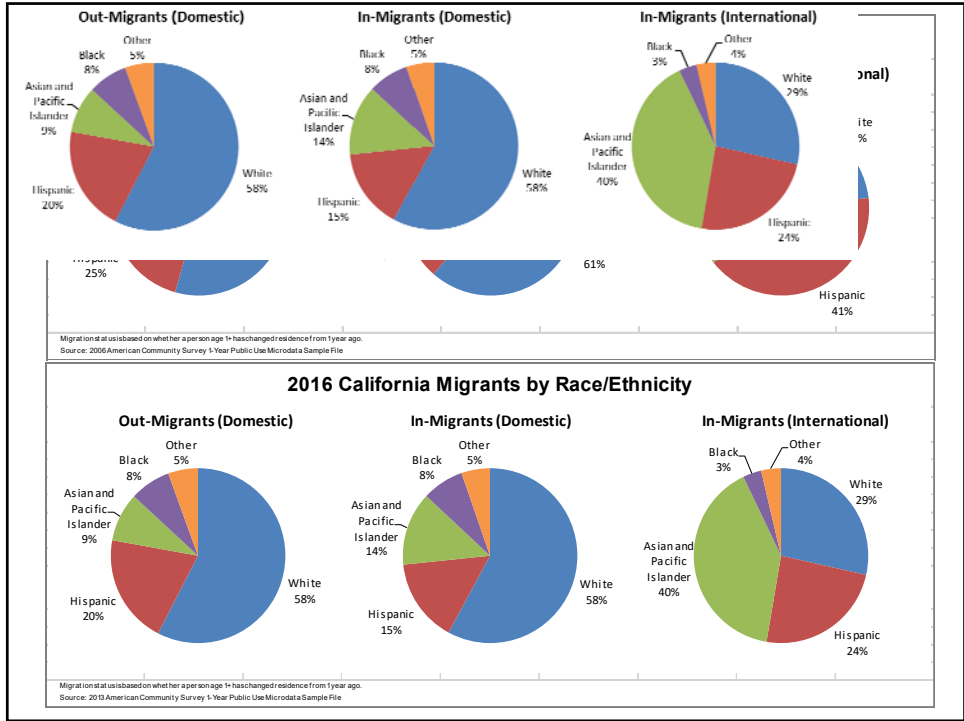 Out-Migrants (Domestic)
In-Migrants (Domestic)
In-Migrants (International)
Other
5%
Black
8%
Asian and
Pacific
Islander
9%
Hispanic
20%
White
58%
Other
5%
Black
8%
Asian and
Pacific
Islander
14%
Hispanic
15%
White
58%
Black
3%
Other
4%
White
29%
Asian and
Pacific
Islander
40%
Hispanic
24%
25%
61%
Hispanic
41%
Migration status is based on whether a person age 1+ has changed residence from 1 year ago.
Source: 2006 American Community Survey 1-Year Public Use Microdata Sample File
2016 California Migrants by Race/Ethnicity
Out-Migrants (Domestic)
In-Migrants (Domestic)
In-Migrants (International)
Other
5%
Black
8%
Asian and
Pacific
Islander
9%
Hispanic
20%
White
58%
Other
5%
Black
8%
Asian and
Pacific
Islander
14%
Hispanic
15%
White
58%
Black
3%
Other
4%
White
29%
Asian and
Pacific
Islander
40%
Hispanic
24%
Migration status is based on whether a person age 1+ has changed residence from 1 year ago.
Source: 2013 American Community Survey 1-Year Public Use Microdata Sample File